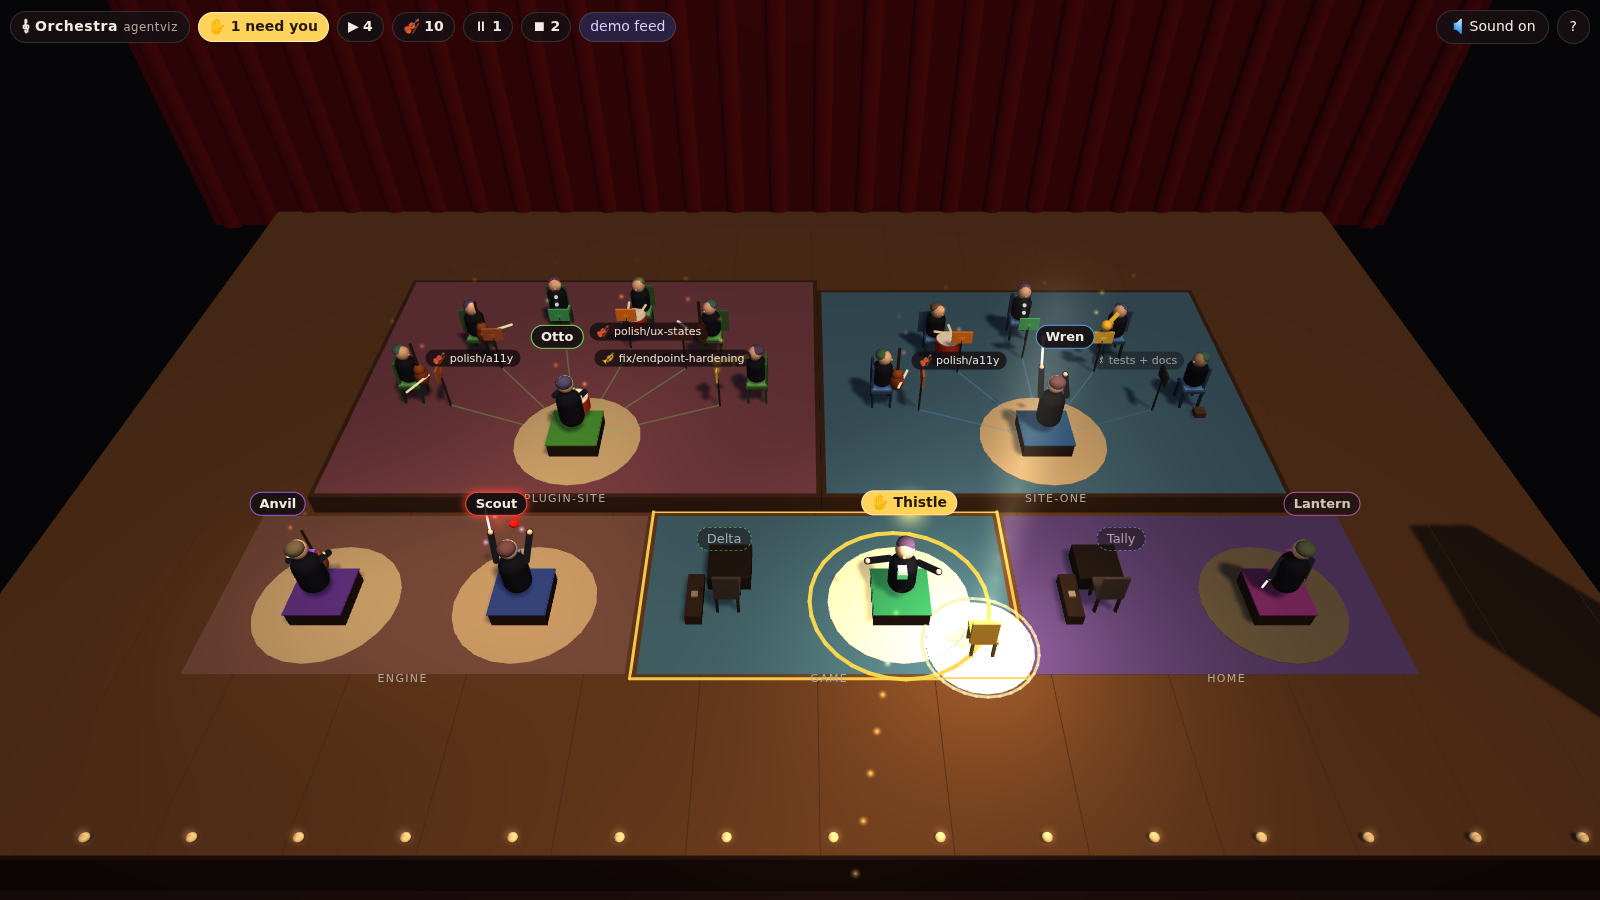 Orchestra agentviz
1 need you
4
10
1
2
demo feed
Sound on
?
Otto
polish/ux-states
polish/a11y
fix/endpoint-hardening
Wren
polish/a11y
tests + docs
PLUGIN-SITE
SITE-ONE
Anvil
Scout
Thistle
Lantern
Delta
Tally
ENGINE
GAME
HOME